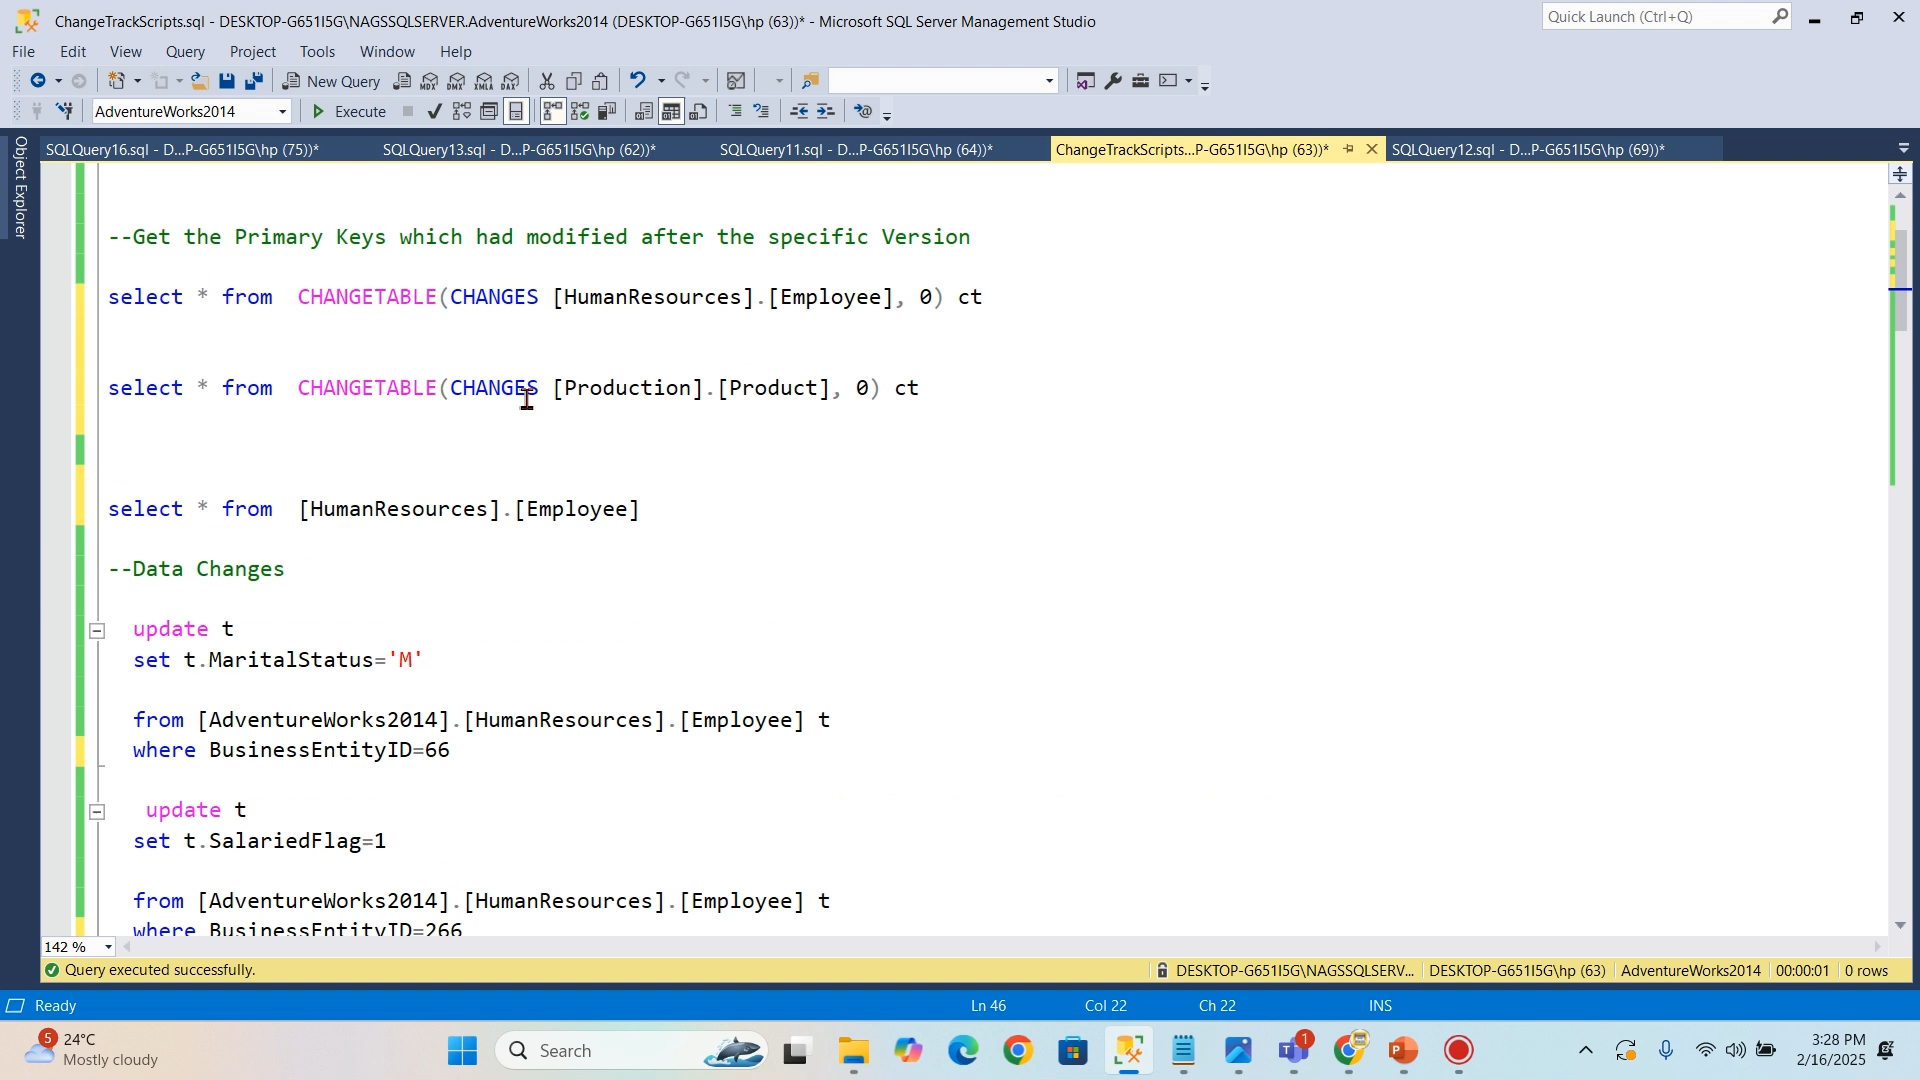 ChangeTrackScripts.sql - DESKTOP-G651I5G\NAGSSQLSERVER.AdventureWorks2014 (DESKTOP-G651I5G\hp (63))* - Microsoft SQL Server Management Studio
Quick Launch (Ctrl+Q)
File Edit View Query Project Tools Window Help
New Query
MDX DMX XMLA DAX
AdventureWorks2014
Execute
Object Explorer
SQLQuery16.sql - D...P-G651I5G\hp (75))*
SQLQuery13.sql - D...P-G651I5G\hp (62))*
SQLQuery11.sql - D...P-G651I5G\hp (64))*
ChangeTrackScripts...P-G651I5G\hp (63))*
SQLQuery12.sql - D...P-G651I5G\hp (69))*
--Get the Primary Keys which had modified after the specific Version
select * from  CHANGETABLE(CHANGES [HumanResources].[Employee], 0) ct
select * from  CHANGETABLE(CHANGES [Production].[Product], 0) ct
select * from  [HumanResources].[Employee]
--Data Changes
update t
set t.MaritalStatus='M'
from [AdventureWorks2014].[HumanResources].[Employee] t
where BusinessEntityID=66
update t
set t.SalariedFlag=1
from [AdventureWorks2014].[HumanResources].[Employee] t
where BusinessEntityID=266
142 %
Query executed successfully.
DESKTOP-G651I5G\NAGSSQLSERV...
DESKTOP-G651I5G\hp (63)
AdventureWorks2014
00:00:01
0 rows
Ready
Ln 46
Col 22
Ch 22
INS
5
24°C
Mostly cloudy
Search
1
3:28 PM
2/16/2025